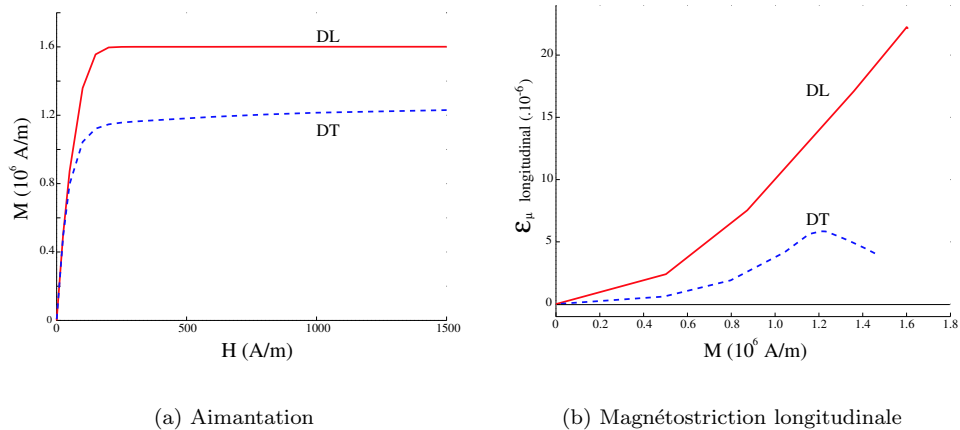 M (10⁶ A/m)
1.6
1.2
0.8
0.4
0
DL
DT
0
500
1000
1500
H (A/m)
(a) Aimantation
ε_μ longitudinal (.10⁻⁶)
20
15
10
5
0
DL
DT
0
0.2
0.4
0.6
0.8
1.0
1.2
1.4
1.6
1.8
M (10⁶ A/m)
(b) Magnétostriction longitudinale